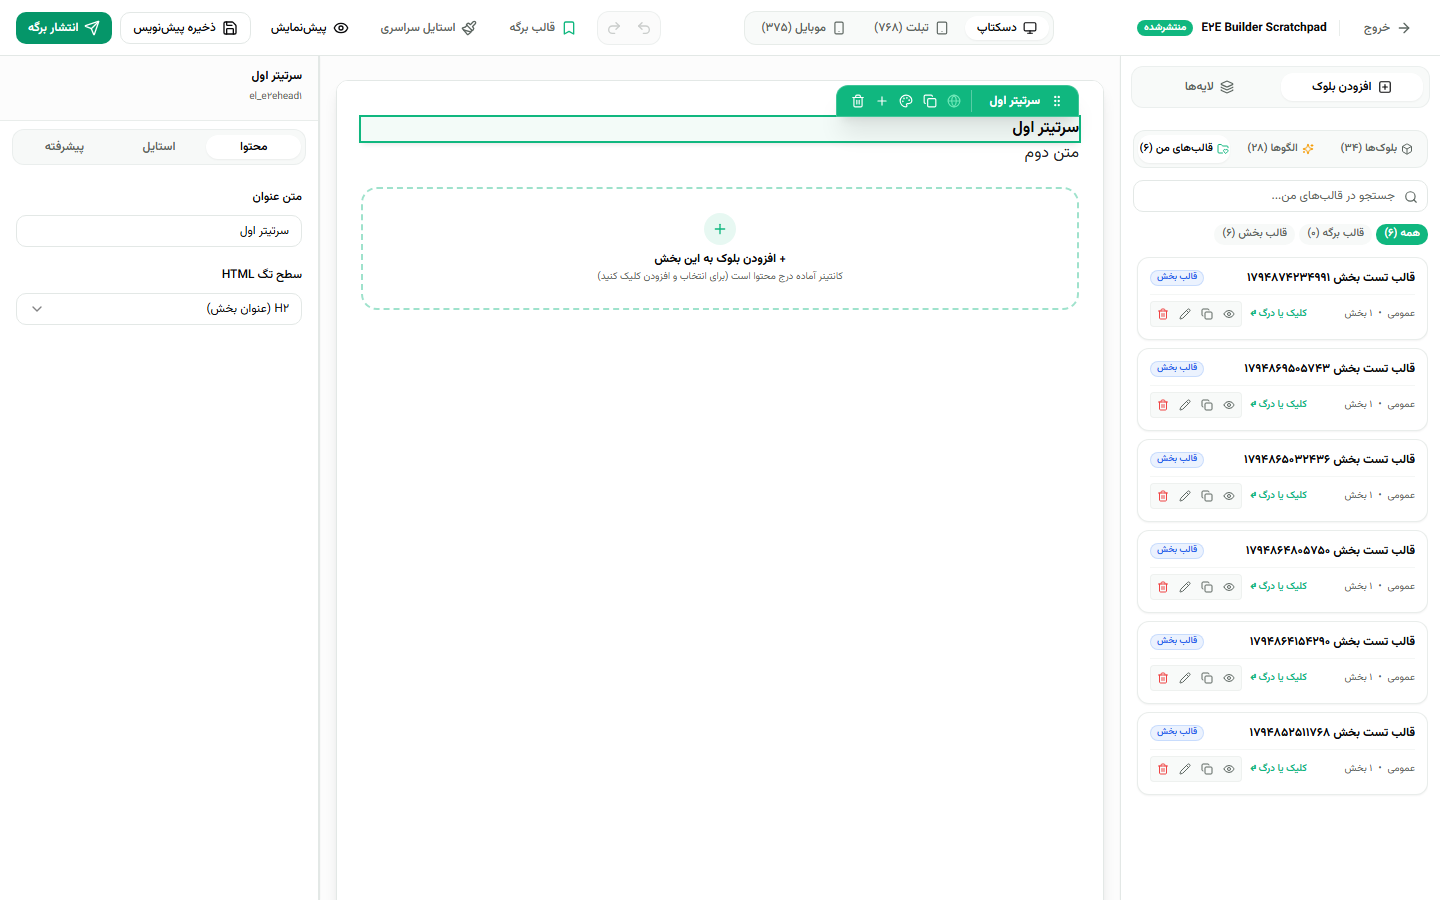 خروج
E2E Builder Scratchpad
منتشرشده
دسکتاپ
تبلت (۷۶۸)
موبایل (۳۷۵)
قالب برگه
استایل سراسری
پیش‌نمایش
ذخیره پیش‌نویس
انتشار برگه
افزودن بلوک
لایه‌ها
بلوک‌ها (۳۴)
الگوها (۲۸)
قالب‌های من (۶)
جستجو در قالب‌های من...
همه (۶)
قالب برگه (۰)
قالب بخش (۶)
قالب تست بخش ۱۷۹۴۸۷۴۲۳۴۹۹۱
قالب بخش
عمومی • ۱ بخش
کلیک یا درگ
قالب تست بخش ۱۷۹۴۸۶۹۵۰۵۷۴۳
قالب بخش
عمومی • ۱ بخش
کلیک یا درگ
قالب تست بخش ۱۷۹۴۸۶۵۰۳۲۴۳۶
قالب بخش
عمومی • ۱ بخش
کلیک یا درگ
قالب تست بخش ۱۷۹۴۸۶۴۸۰۵۷۵۰
قالب بخش
عمومی • ۱ بخش
کلیک یا درگ
قالب تست بخش ۱۷۹۴۸۶۴۱۵۴۲۹۰
قالب بخش
عمومی • ۱ بخش
کلیک یا درگ
قالب تست بخش ۱۷۹۴۸۵۲۵۱۱۷۶۸
قالب بخش
عمومی • ۱ بخش
کلیک یا درگ
سرتیتر اول
سرتیتر اول
متن دوم
+ افزودن بلوک به این بخش
کانتینر آماده درج محتوا است (برای انتخاب و افزودن کلیک کنید)
سرتیتر اول
el_e۲ehead۱
محتوا
استایل
پیشرفته
متن عنوان
سرتیتر اول
سطح تگ HTML
H۲ (عنوان بخش)